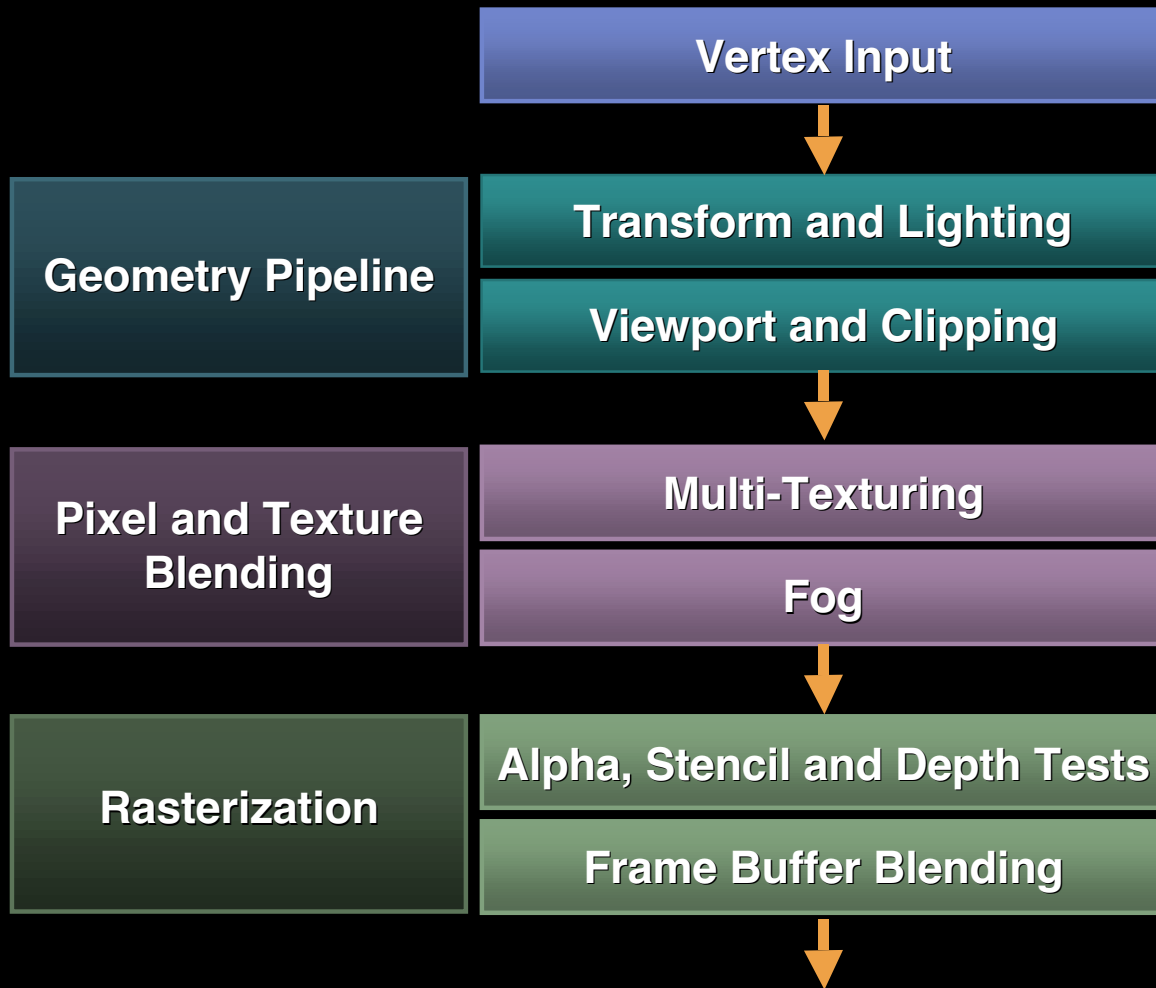 Vertex Input
Geometry Pipeline
Transform and Lighting
Viewport and Clipping
Pixel and Texture
Blending
Multi-Texturing
Fog
Rasterization
Alpha, Stencil and Depth Tests
Frame Buffer Blending